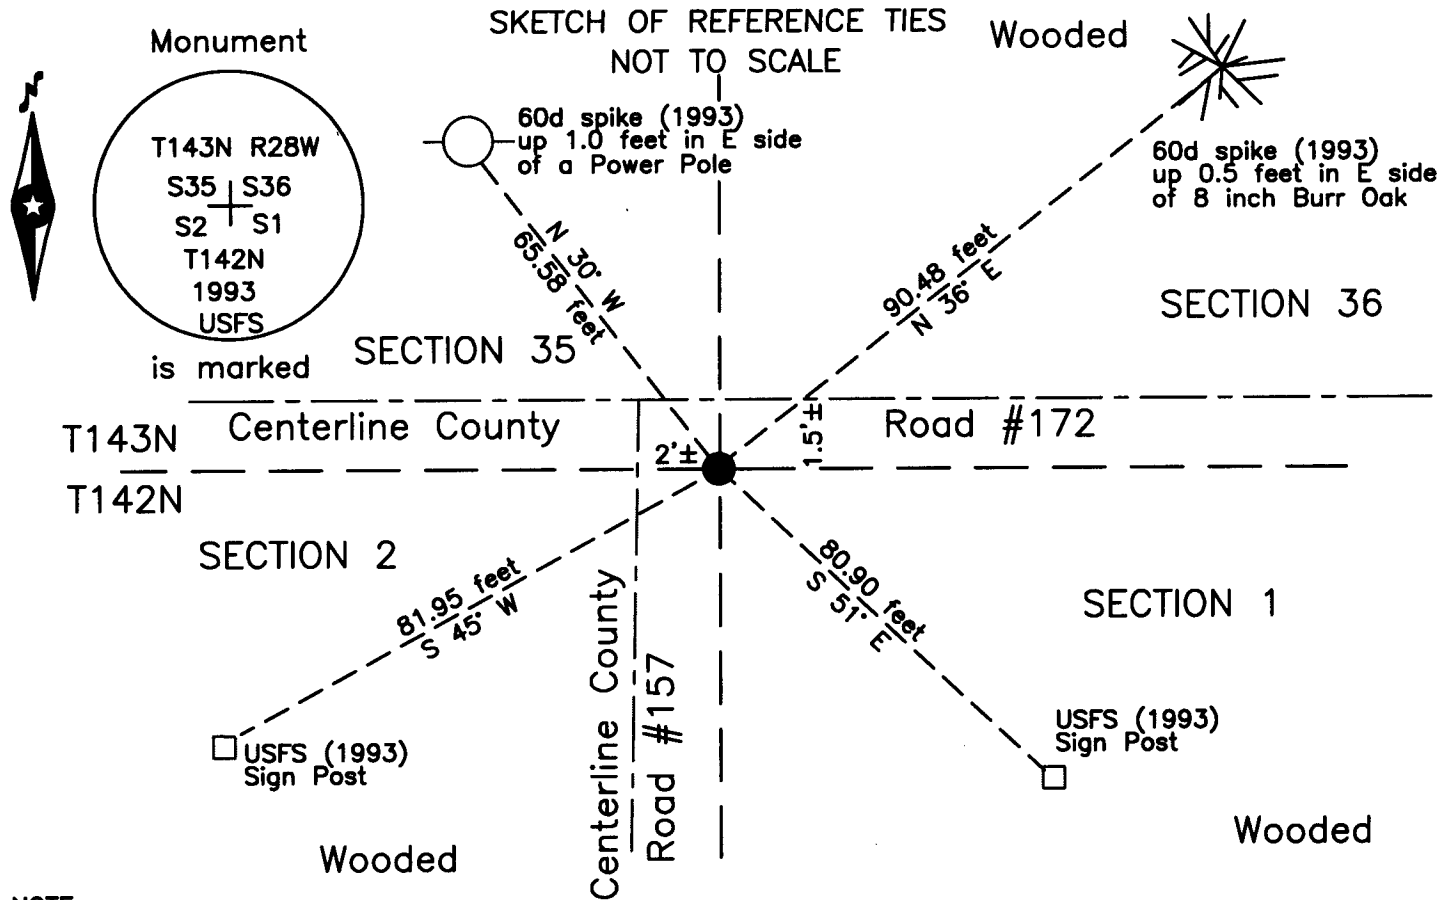 SKETCH OF REFERENCE TIES
NOT TO SCALE
Monument
N
T143N R28W
S35 S36
S2 S1
T142N
1993
USFS
is marked
60d spike (1993)
up 1.0 feet in E side
of a Power Pole
Wooded
60d spike (1993)
up 0.5 feet in E side
of 8 inch Burr Oak
N 30° W
65.58 feet
90.48 feet
N 36° E
SECTION 35
SECTION 36
T143N
Centerline County
Road #172
2'±
1.5'±
T142N
SECTION 2
81.95 feet
S 45° W
80.90 feet
S 51° E
SECTION 1
Centerline County
Road #157
USFS (1993)
Sign Post
USFS (1993)
Sign Post
Wooded
Wooded
NOTE